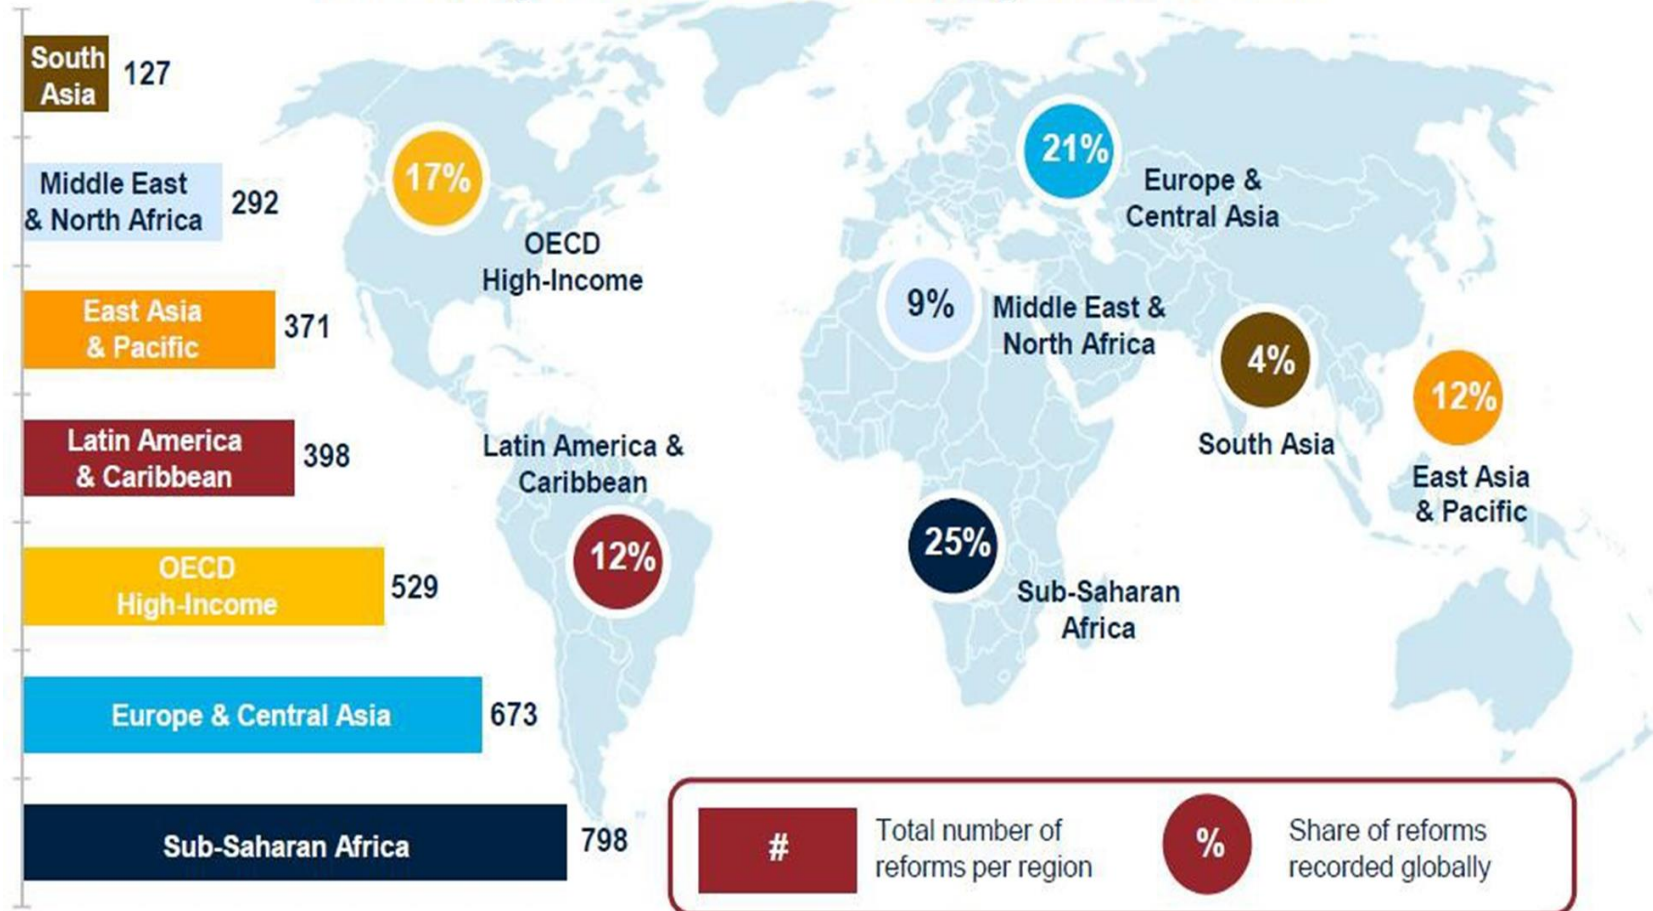 South
Asia
127
Middle East
& North Africa
292
East Asia
& Pacific
371
Latin America
& Caribbean
398
OECD
High-Income
529
Europe & Central Asia
673
Sub-Saharan Africa
798
17%
OECD
High-Income
21%
Europe &
Central Asia
9%
Middle East &
North Africa
4%
South Asia
12%
East Asia
& Pacific
Latin America &
Caribbean
12%
25%
Sub-Saharan
Africa
#
Total number of
reforms per region
%
Share of reforms
recorded globally